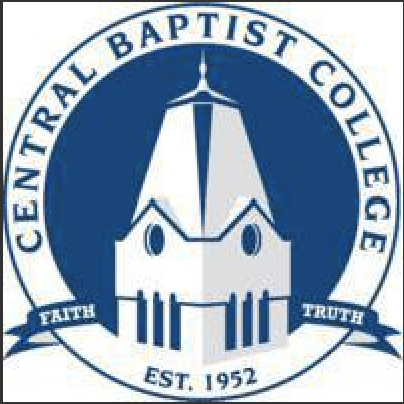 CENTRAL BAPTIST COLLEGE
FAITH
TRUTH
EST. 1952